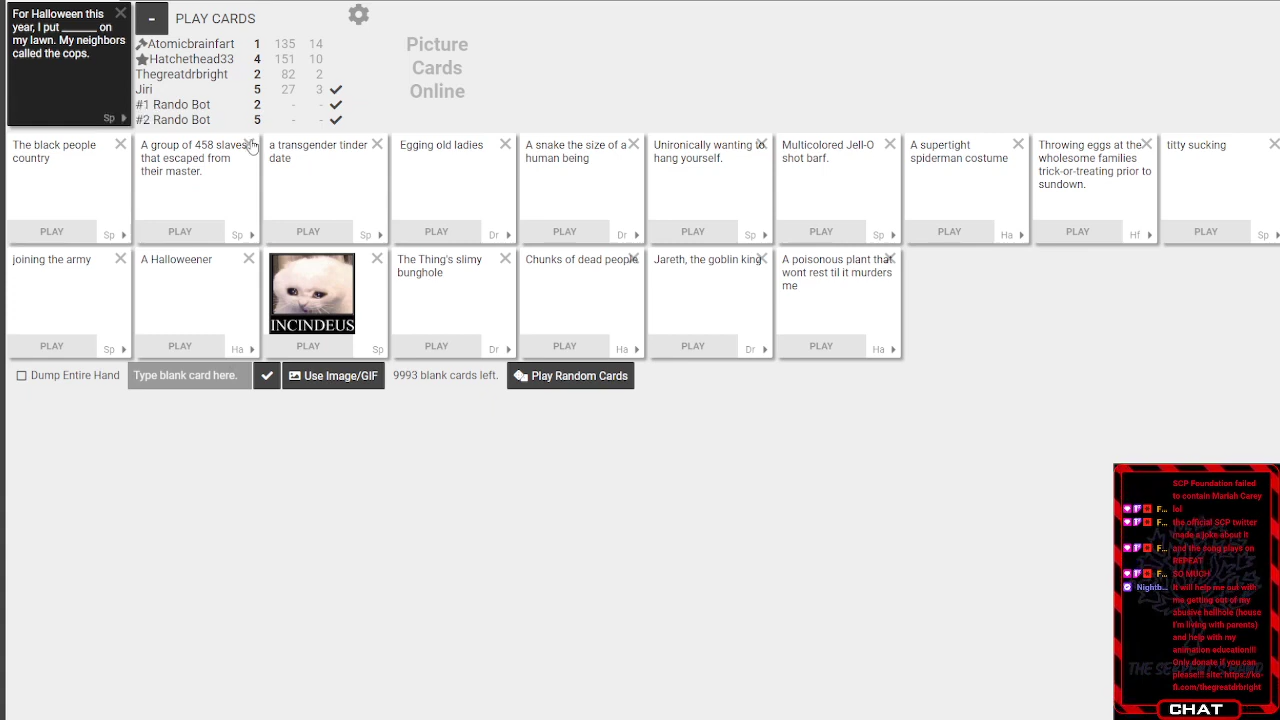 For Halloween this
year, I put ______ on
my lawn. My neighbors
called the cops.
Sp
-
PLAY CARDS
Atomicbrainfart 1 135 14
Hatchethead33 4 151 10
Thegreatdrbright 2 82 2
Jiri 5 27 3
#1 Rando Bot 2 - -
#2 Rando Bot 5 - -
Picture
Cards
Online
The black people
country
PLAY Sp
A group of 458 slaves
that escaped from
their master.
PLAY Sp
a transgender tinder
date
PLAY Sp
Egging old ladies
PLAY Dr
A snake the size of a
human being
PLAY Dr
Unironically wanting to
hang yourself.
PLAY Sp
Multicolored Jell-O
shot barf.
PLAY Sp
A supertight
spiderman costume
PLAY Ha
Throwing eggs at the
wholesome families
trick-or-treating prior to
sundown.
PLAY Hf
titty sucking
PLAY Sp
joining the army
PLAY Sp
A Halloweener
PLAY Ha
INCINDEUS
PLAY Sp
The Thing's slimy
bunghole
PLAY Dr
Chunks of dead people
PLAY Ha
Jareth, the goblin king
PLAY Dr
A poisonous plant that
wont rest til it murders
me
PLAY Ha
Dump Entire Hand
Type blank card here.
Use Image/GIF
9993 blank cards left.
Play Random Cards
SCP Foundation failed
to contain Mariah Carey
F... lol
F... the official SCP twitter
made a joke about it
F... and the song plays on
REPEAT
F... SO MUCH
Nightb... It will help me out with
me getting out of my
abusive hellhole (house
I'm living with parents)
and help with my
animation education!!!
Only donate if you can
please!!! site: https://ko-
fi.com/thegreatdrbright
THE SERPENT'S HAND
CHAT